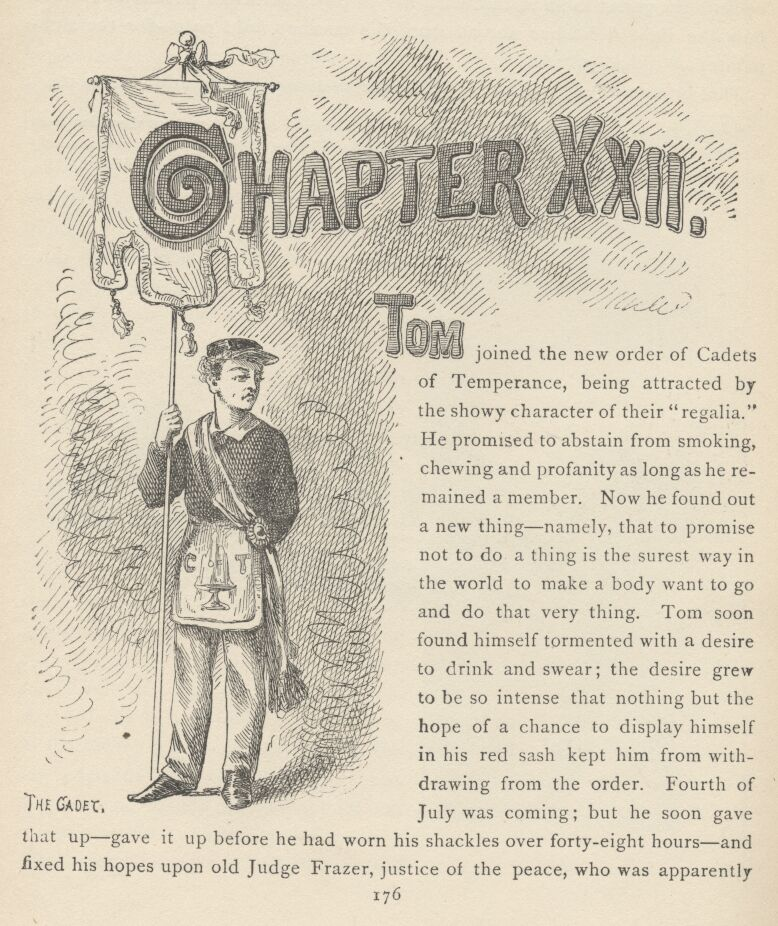 CHAPTER XXII.
TOM joined the new order of Cadets
of Temperance, being attracted by
the showy character of their "regalia."
He promised to abstain from smoking,
chewing and profanity as long as he re-
mained a member. Now he found out
a new thing—namely, that to promise
not to do a thing is the surest way in
the world to make a body want to go
and do that very thing. Tom soon
found himself tormented with a desire
to drink and swear; the desire grew
to be so intense that nothing but the
hope of a chance to display himself
in his red sash kept him from with-
drawing from the order. Fourth of
July was coming; but he soon gave
that up—gave it up before he had worn his shackles over forty-eight hours—and
fixed his hopes upon old Judge Frazer, justice of the peace, who was apparently
C of T
THE CADET.
176